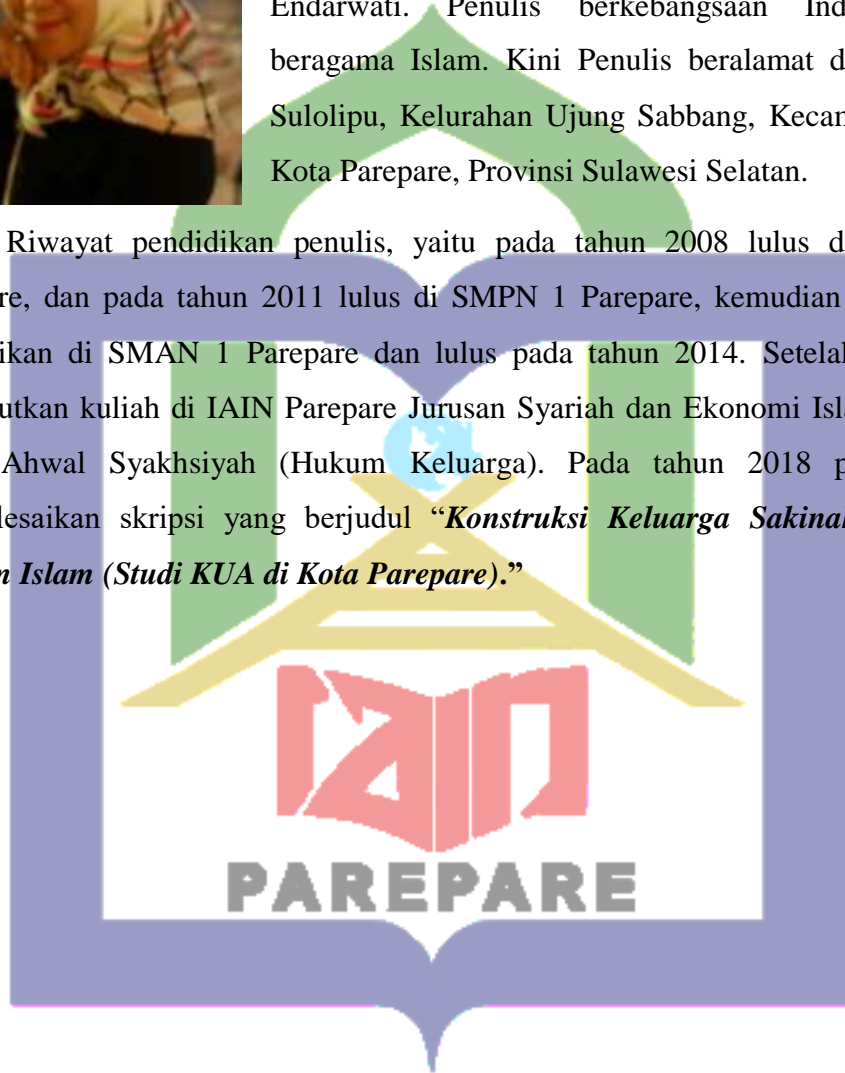 Endarwati. Penulis berkebangsaan Ind
beragama Islam. Kini Penulis beralamat d
Sulolipu, Kelurahan Ujung Sabbang, Kecam
Kota Parepare, Provinsi Sulawesi Selatan.
Riwayat pendidikan penulis, yaitu pada tahun 2008 lulus d
re, dan pada tahun 2011 lulus di SMPN 1 Parepare, kemudian
ikan di SMAN 1 Parepare dan lulus pada tahun 2014. Setelah
utkan kuliah di IAIN Parepare Jurusan Syariah dan Ekonomi Isla
Ahwal Syakhsiyah (Hukum Keluarga). Pada tahun 2018 p
lesaikan skripsi yang berjudul “Konstruksi Keluarga Sakinah
n Islam (Studi KUA di Kota Parepare).”
IAIN
PAREPARE